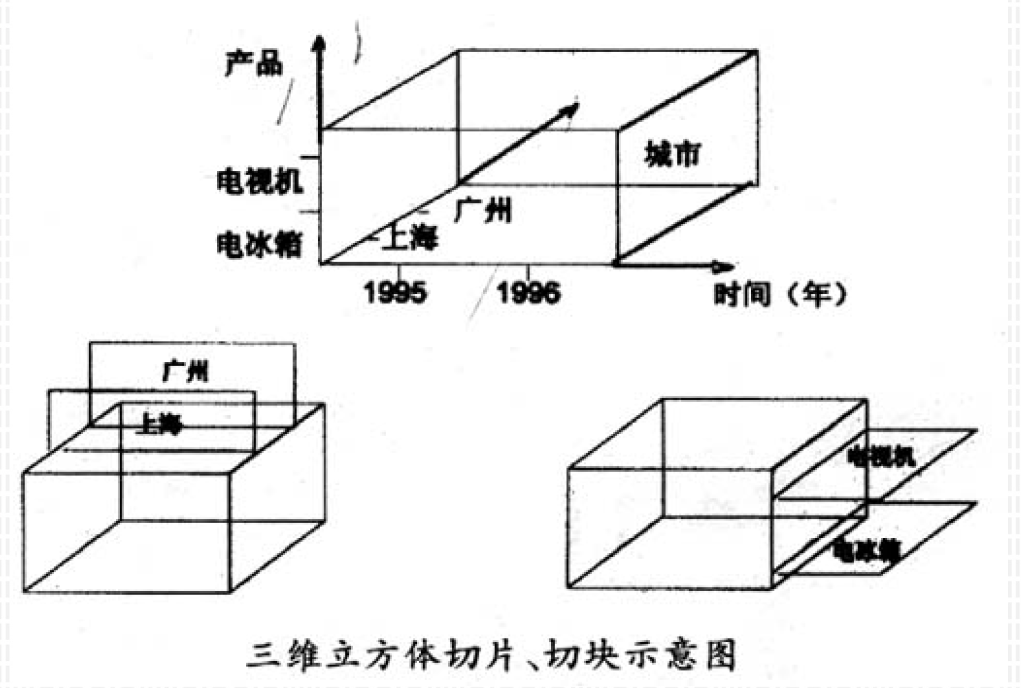 产品
城市
电视机
广州
电冰箱
上海
1995
1996
时间（年）
广州
上海
电视机
电冰箱
三维立方体切片、切块示意图